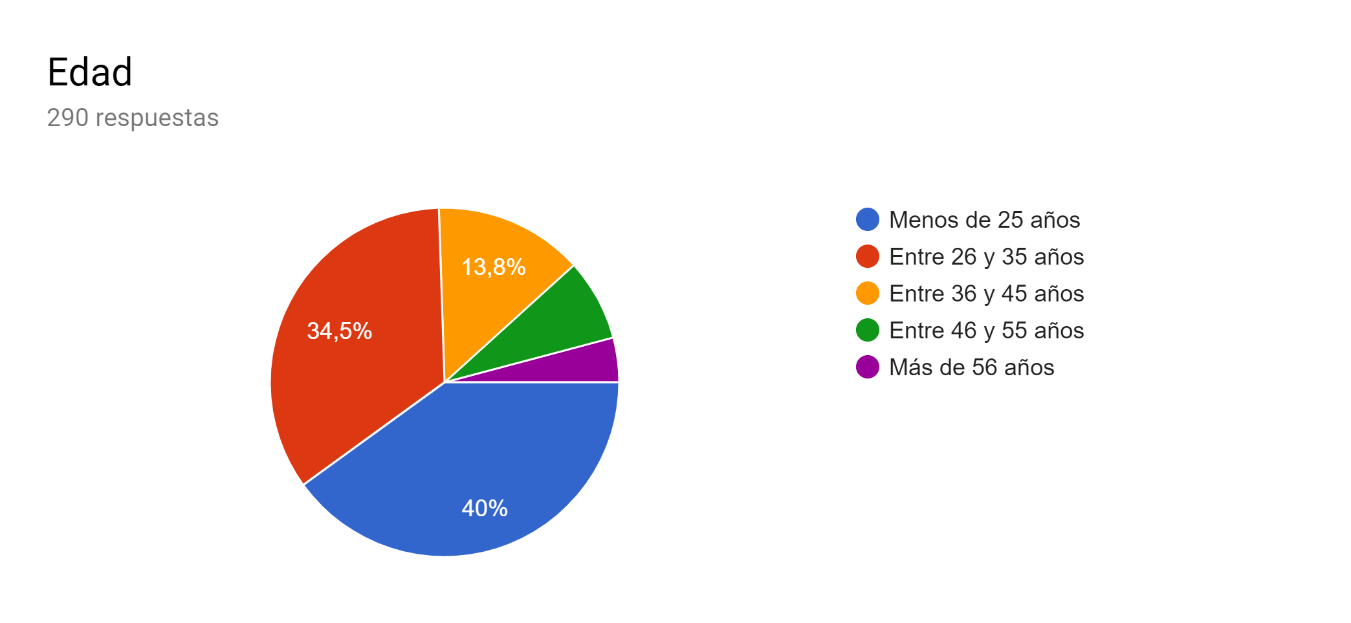 Edad
290 respuestas
13,8%
34,5%
40%
Menos de 25 años
Entre 26 y 35 años
Entre 36 y 45 años
Entre 46 y 55 años
Más de 56 años